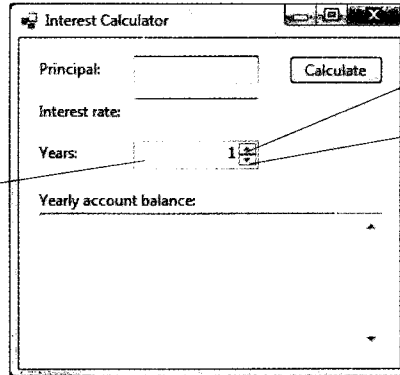 Interest Calculator
Principal:
Calculate
Interest rate:
Years:
1
Yearly account balance: